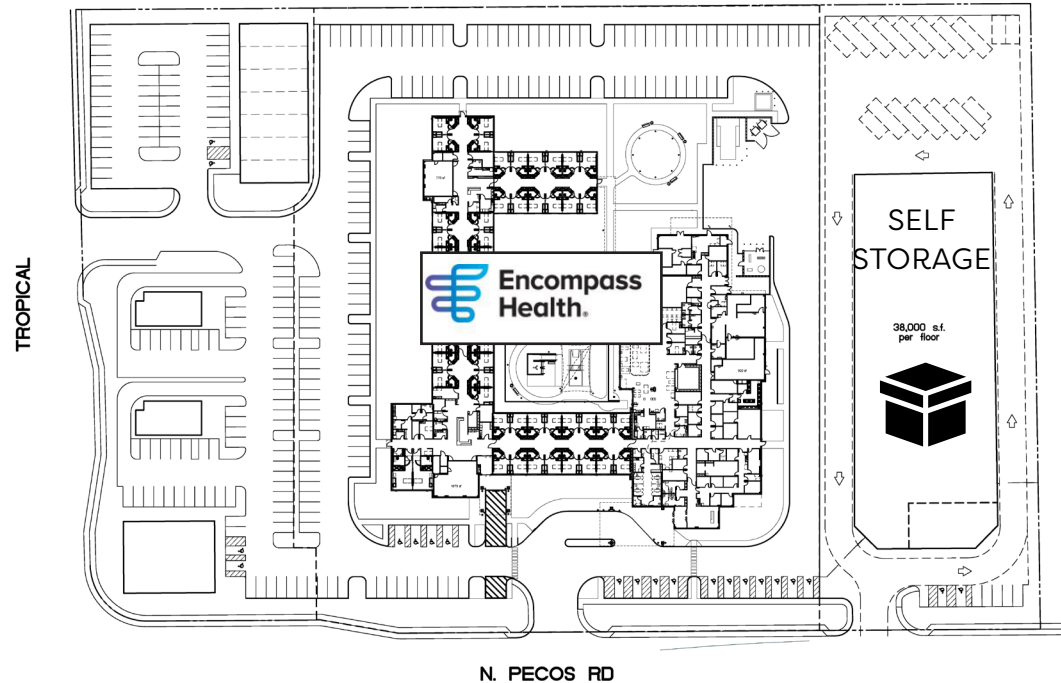 TROPICAL
Encompass
Health®
SELF
STORAGE
38,000 s.f.
per floor
N. PECOS RD